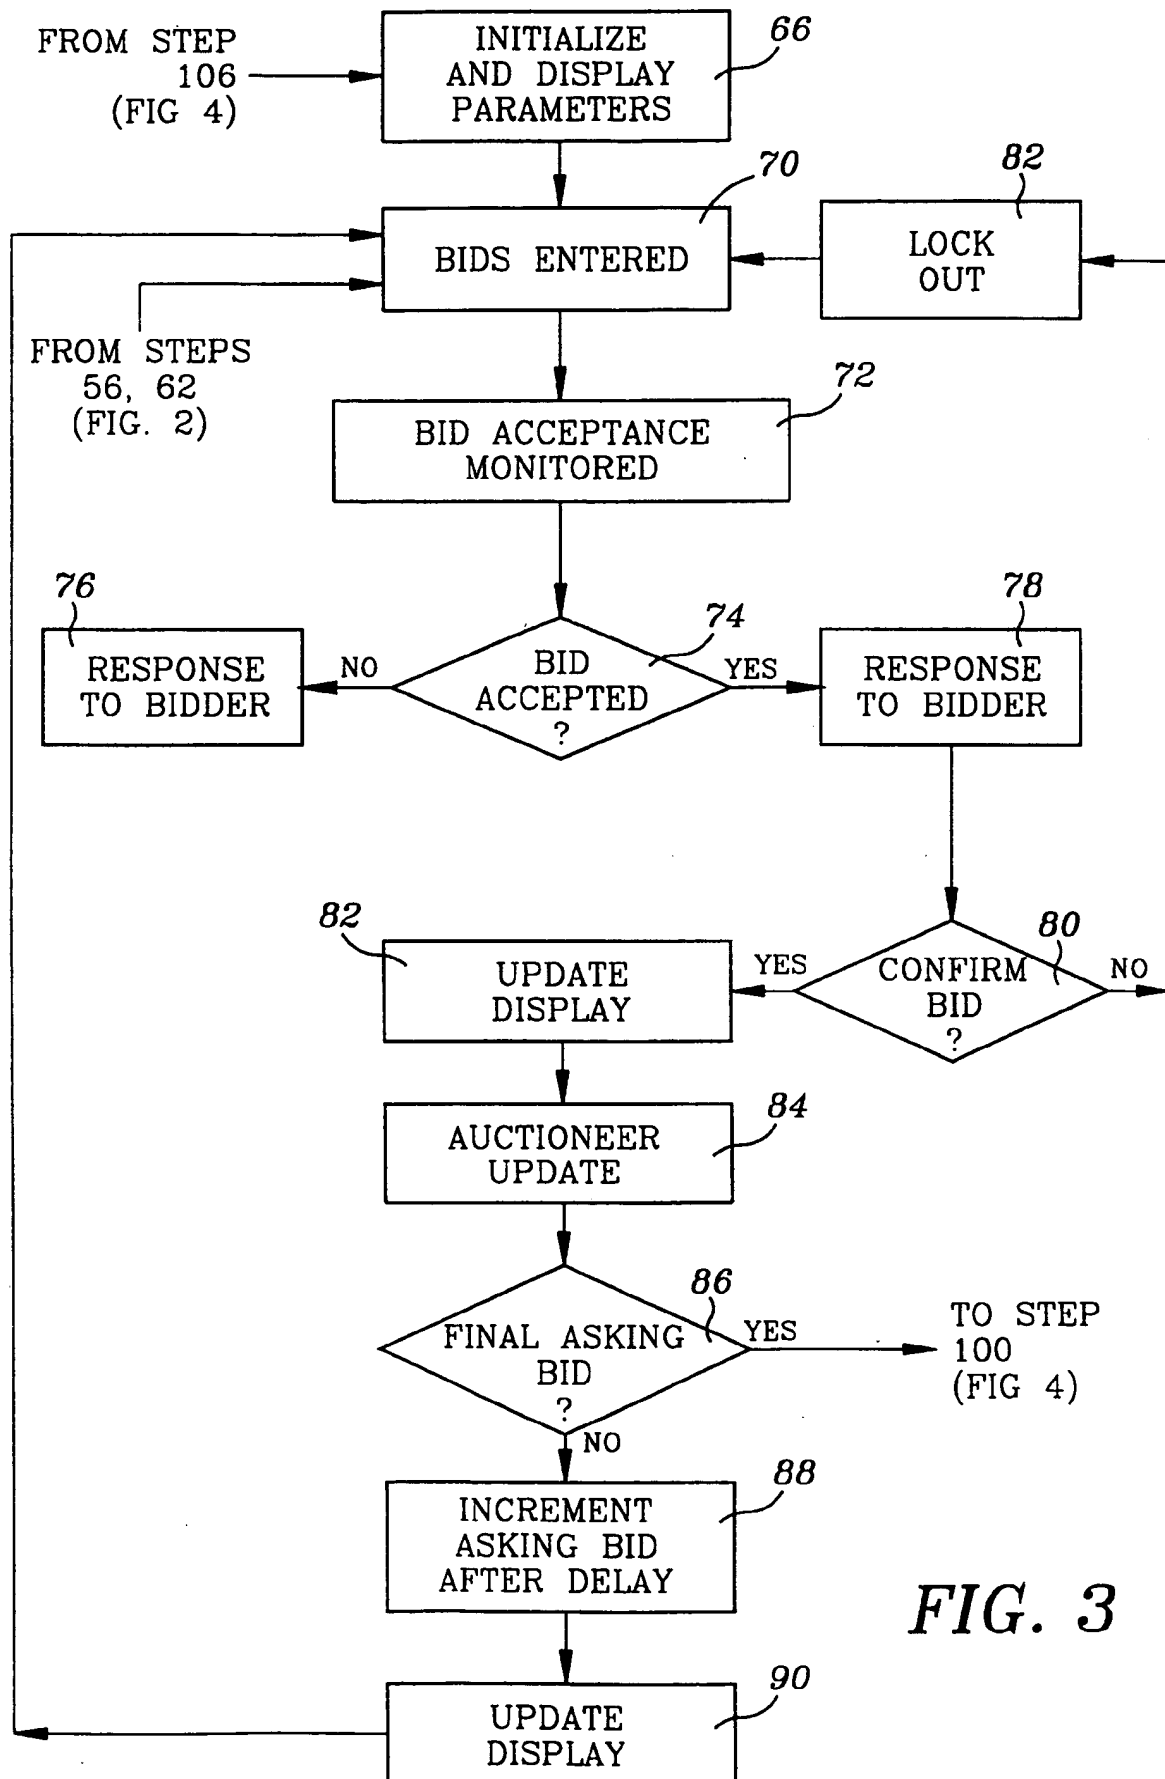 FROM STEP
106
(FIG 4)
INITIALIZE
AND DISPLAY
PARAMETERS
66
70
BIDS ENTERED
82
LOCK
OUT
FROM STEPS
56, 62
(FIG. 2)
72
BID ACCEPTANCE
MONITORED
76
RESPONSE
TO BIDDER
NO
74
BID
ACCEPTED
?
YES
78
RESPONSE
TO BIDDER
82
UPDATE
DISPLAY
YES
80
CONFIRM
BID
?
NO
84
AUCTIONEER
UPDATE
86
FINAL ASKING
BID
?
YES
TO STEP
100
(FIG 4)
NO
88
INCREMENT
ASKING BID
AFTER DELAY
FIG. 3
90
UPDATE
DISPLAY